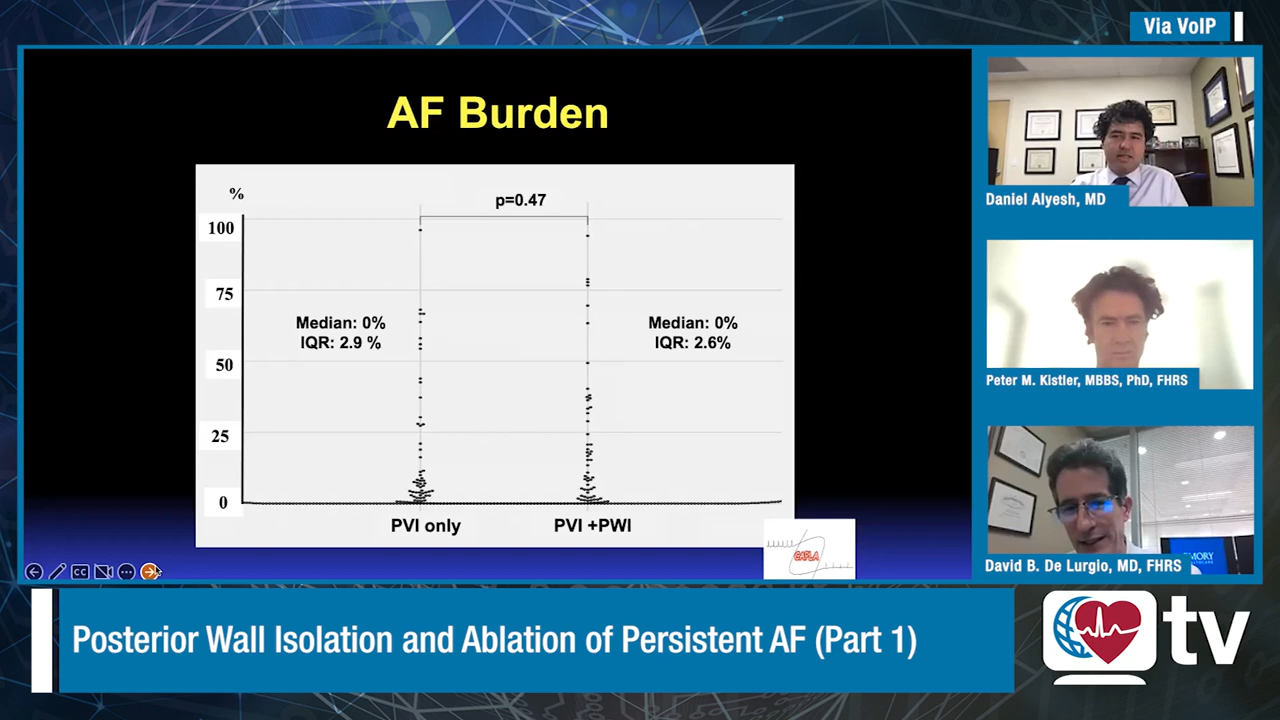 Via VoIP
AF Burden
%
p=0.47
100
75
50
25
0
Median: 0%
IQR: 2.9 %
Median: 0%
IQR: 2.6%
PVI only
PVI +PWI
CAPLA
CC
Daniel Alyesh, MD
Peter M. Kistler, MBBS, PhD, FHRS
David B. De Lurgio, MD, FHRS
Posterior Wall Isolation and Ablation of Persistent AF (Part 1)
tv